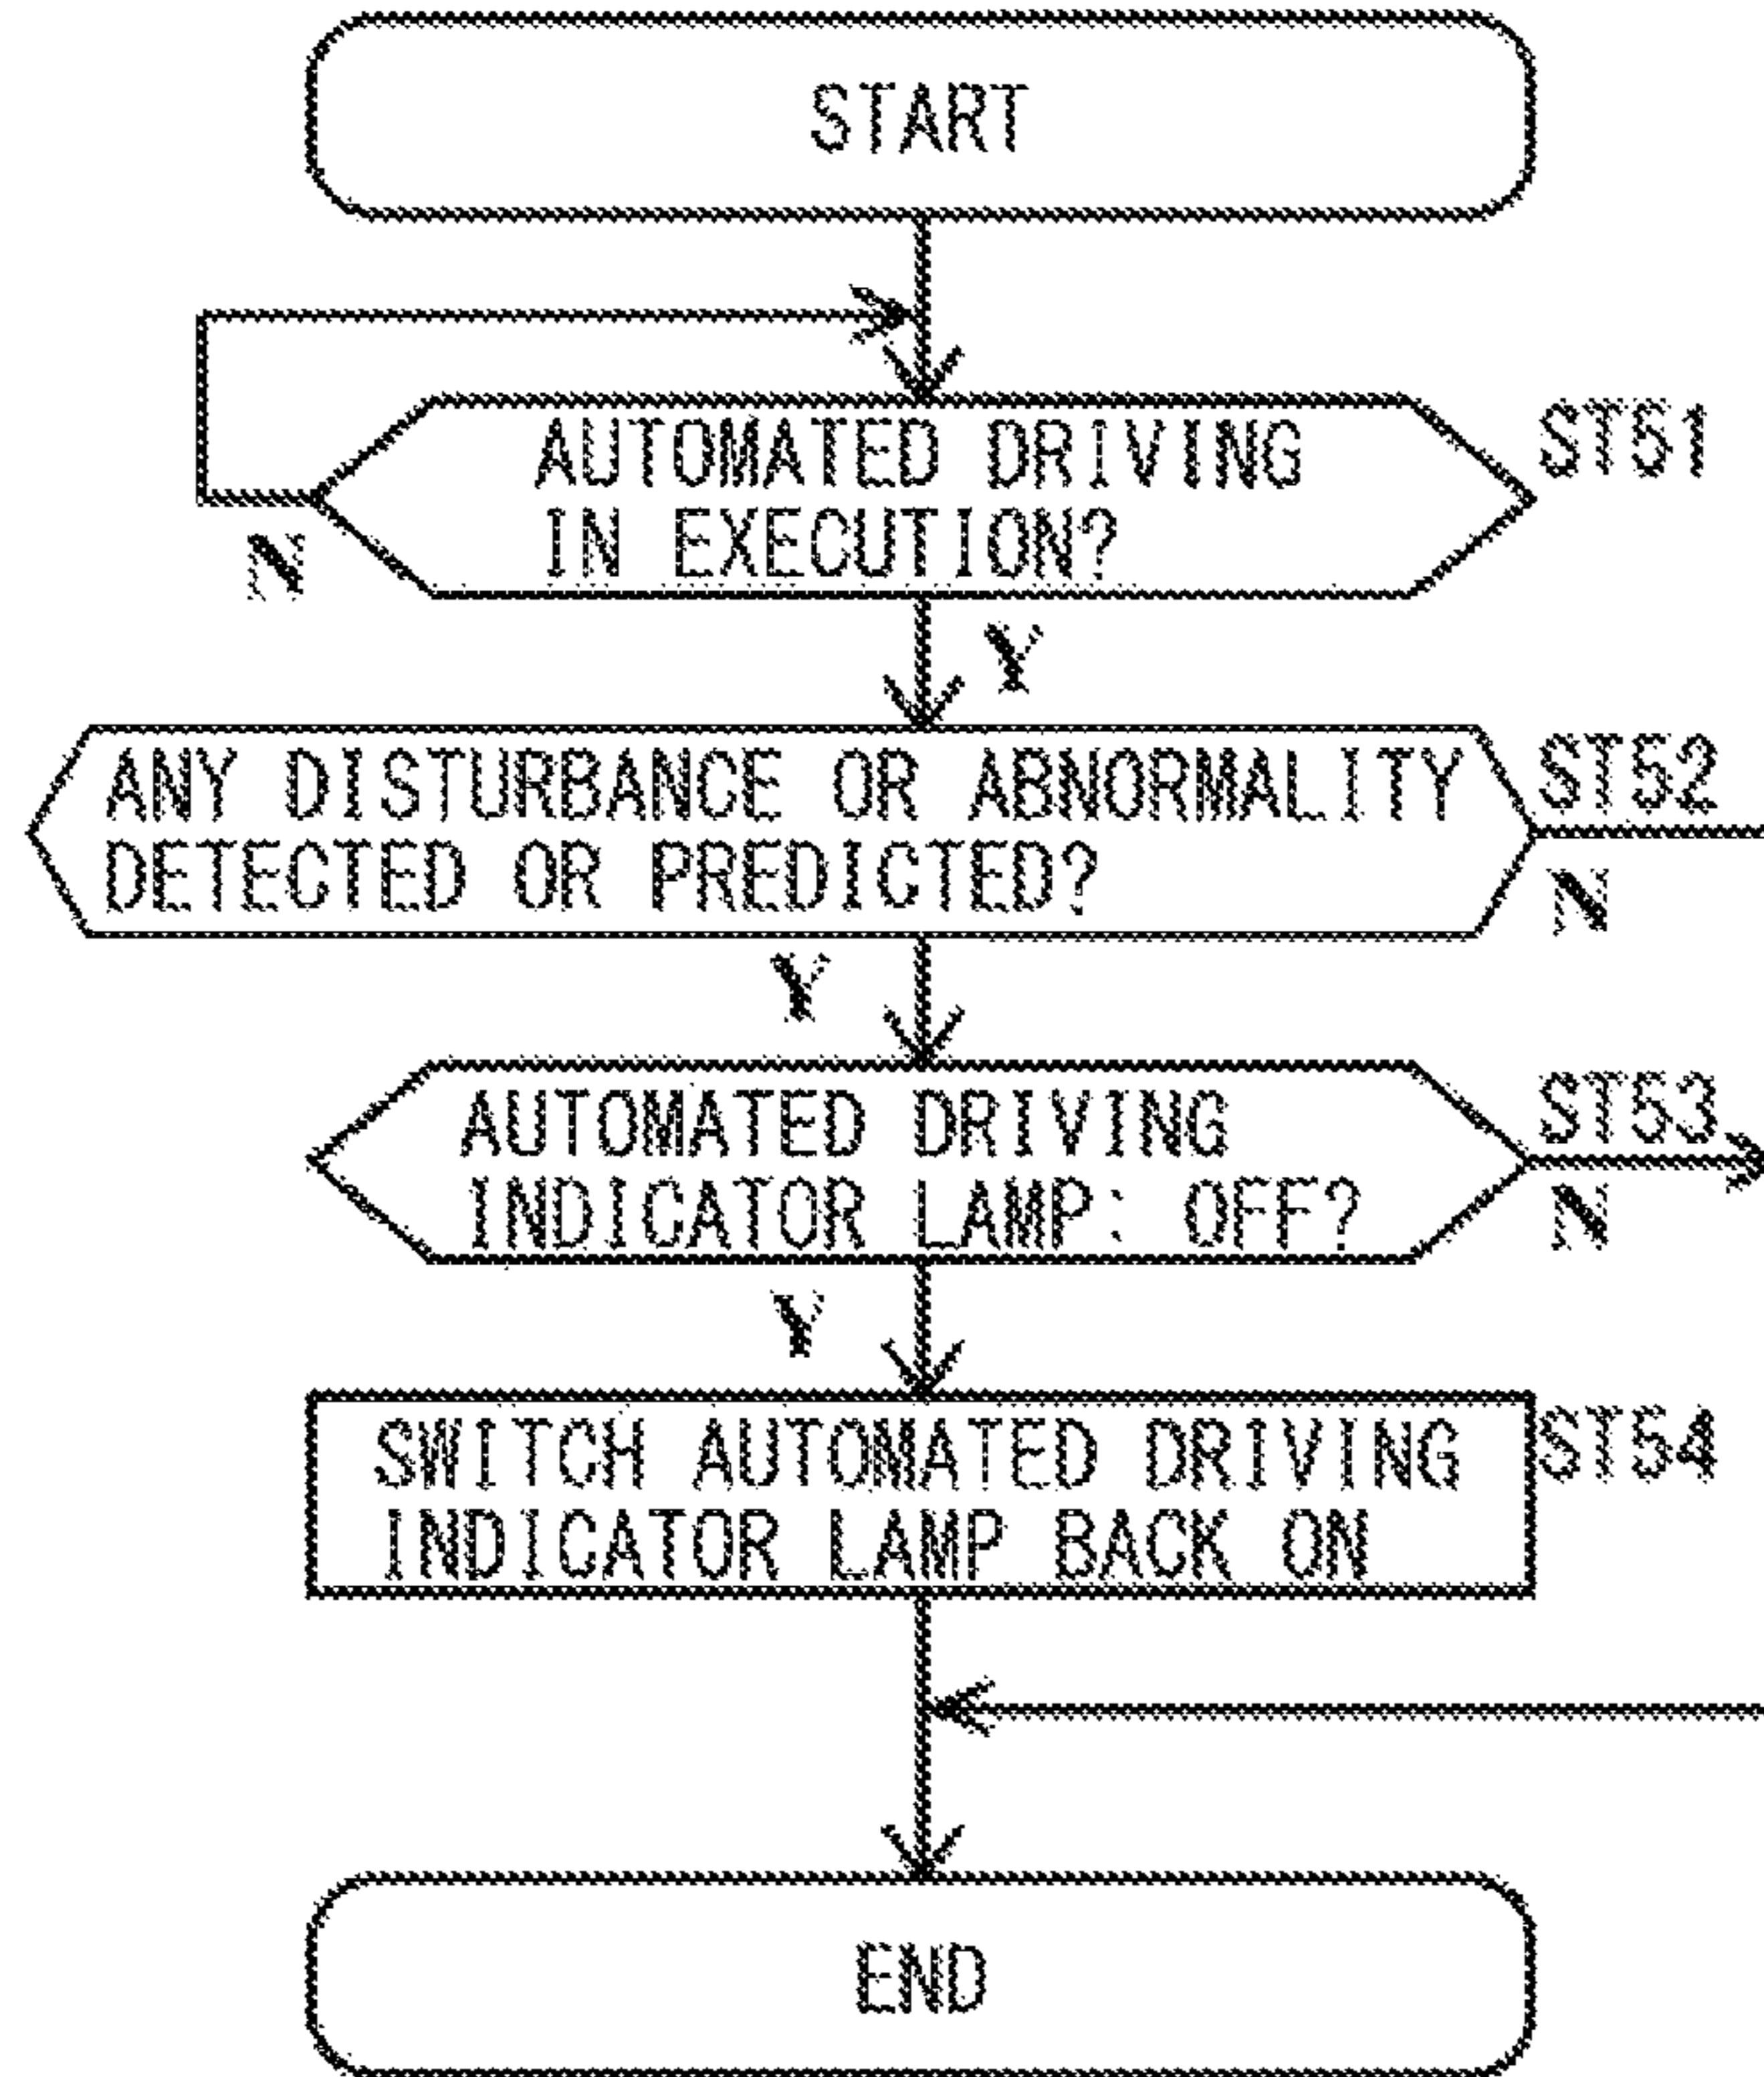 START
AUTOMATED DRIVING
IN EXECUTION?
ST51
N
Y
ANY DISTURBANCE OR ABNORMALITY
DETECTED OR PREDICTED?
ST52
N
Y
AUTOMATED DRIVING
INDICATOR LAMP: OFF?
ST53
N
Y
SWITCH AUTOMATED DRIVING
INDICATOR LAMP BACK ON
ST54
END